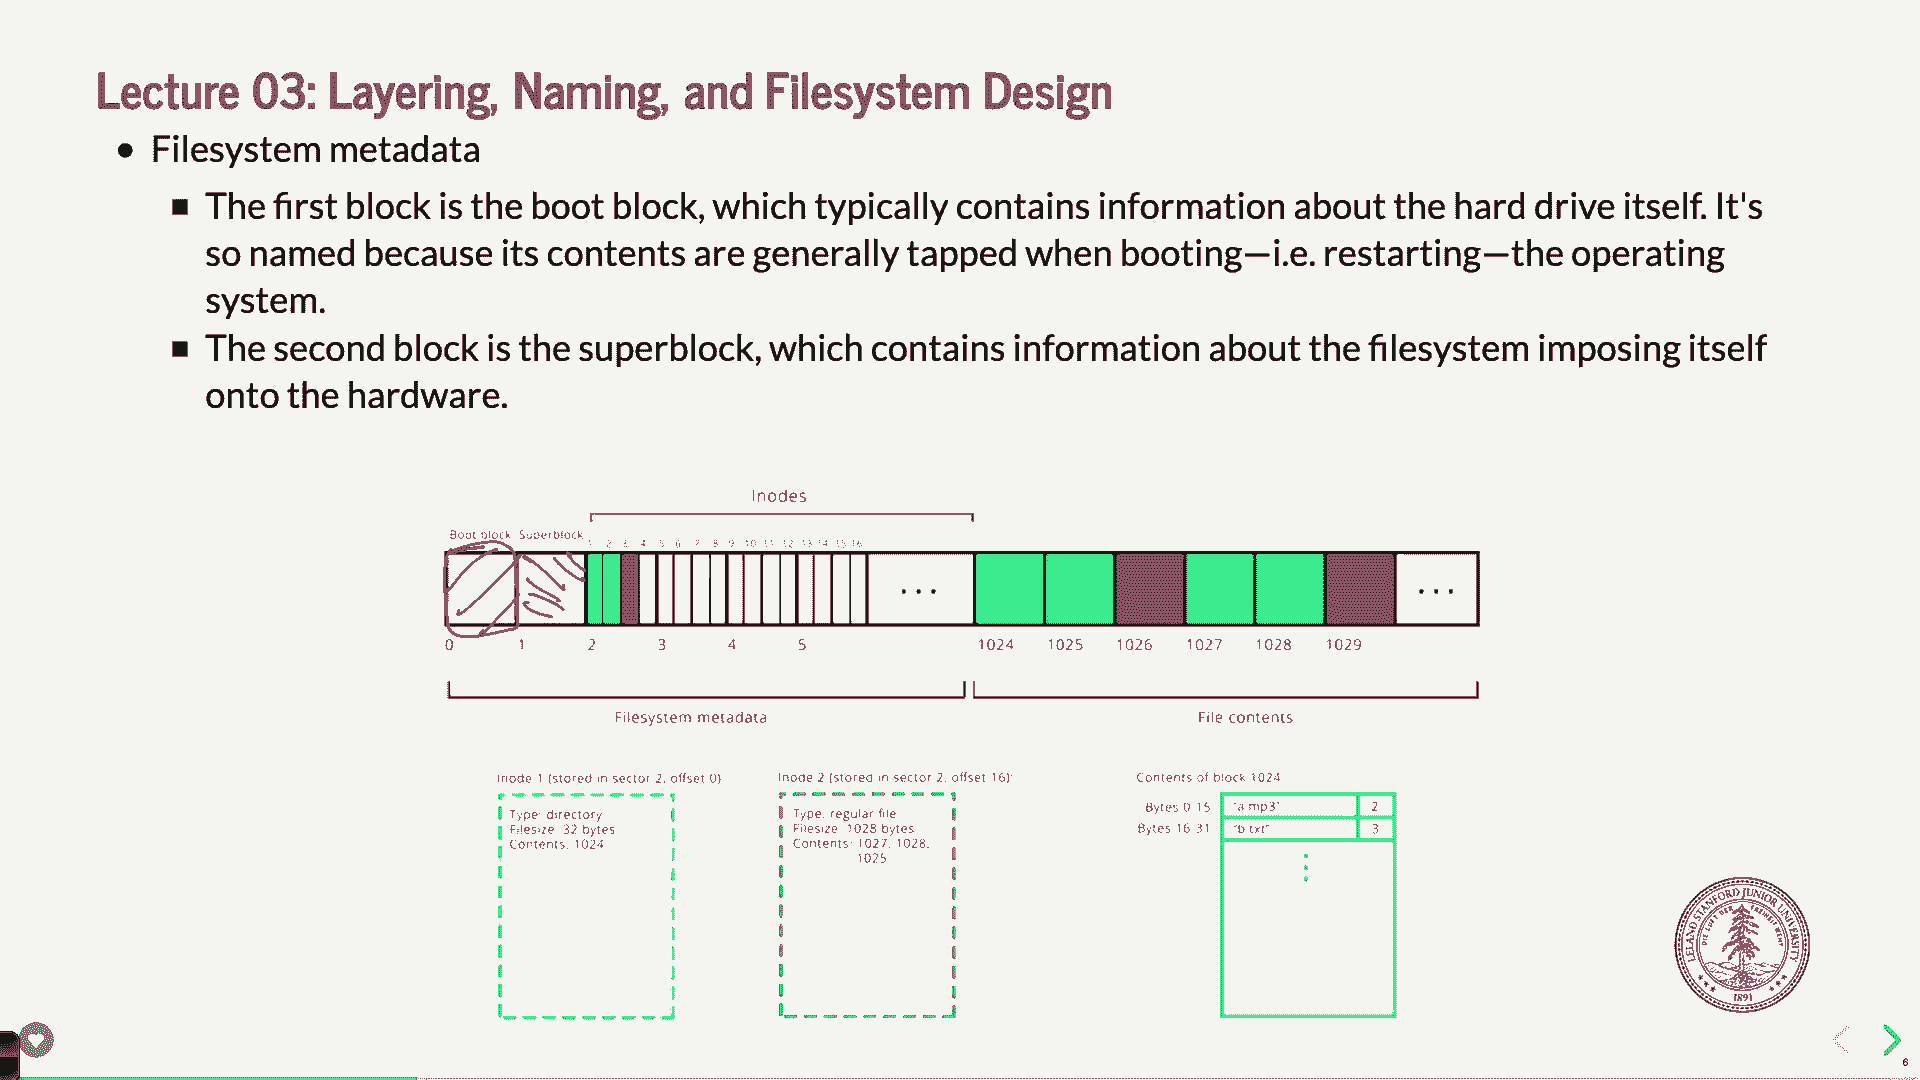 Lecture 03: Layering, Naming, and Filesystem Design
• Filesystem metadata
■ The first block is the boot block, which typically contains information about the hard drive itself. It's
so named because its contents are generally tapped when booting—i.e. restarting—the operating
system.
■ The second block is the superblock, which contains information about the filesystem imposing itself
onto the hardware.
Inodes
Boot block Superblock
1 2 3 4 5 6 7 8 9 10 11 12 13 14 15 16
... ...
0 1 2 3 4 5 1024 1025 1026 1027 1028 1029
Filesystem metadata File contents
Inode 1 (stored in sector 2, offset 0)
Type: directory
Filesize: 32 bytes
Contents: 1024
Inode 2 (stored in sector 2, offset 16):
Type: regular file
Filesize: 1028 bytes
Contents: 1027, 1028,
1025
Contents of block 1024
Bytes 0-15 "a.mp3" 2
Bytes 16-31 "b.txt" 3
LELAND STANFORD JUNIOR UNIVERSITY
DIE LUFT DER FREIHEIT WEHT
1891
6